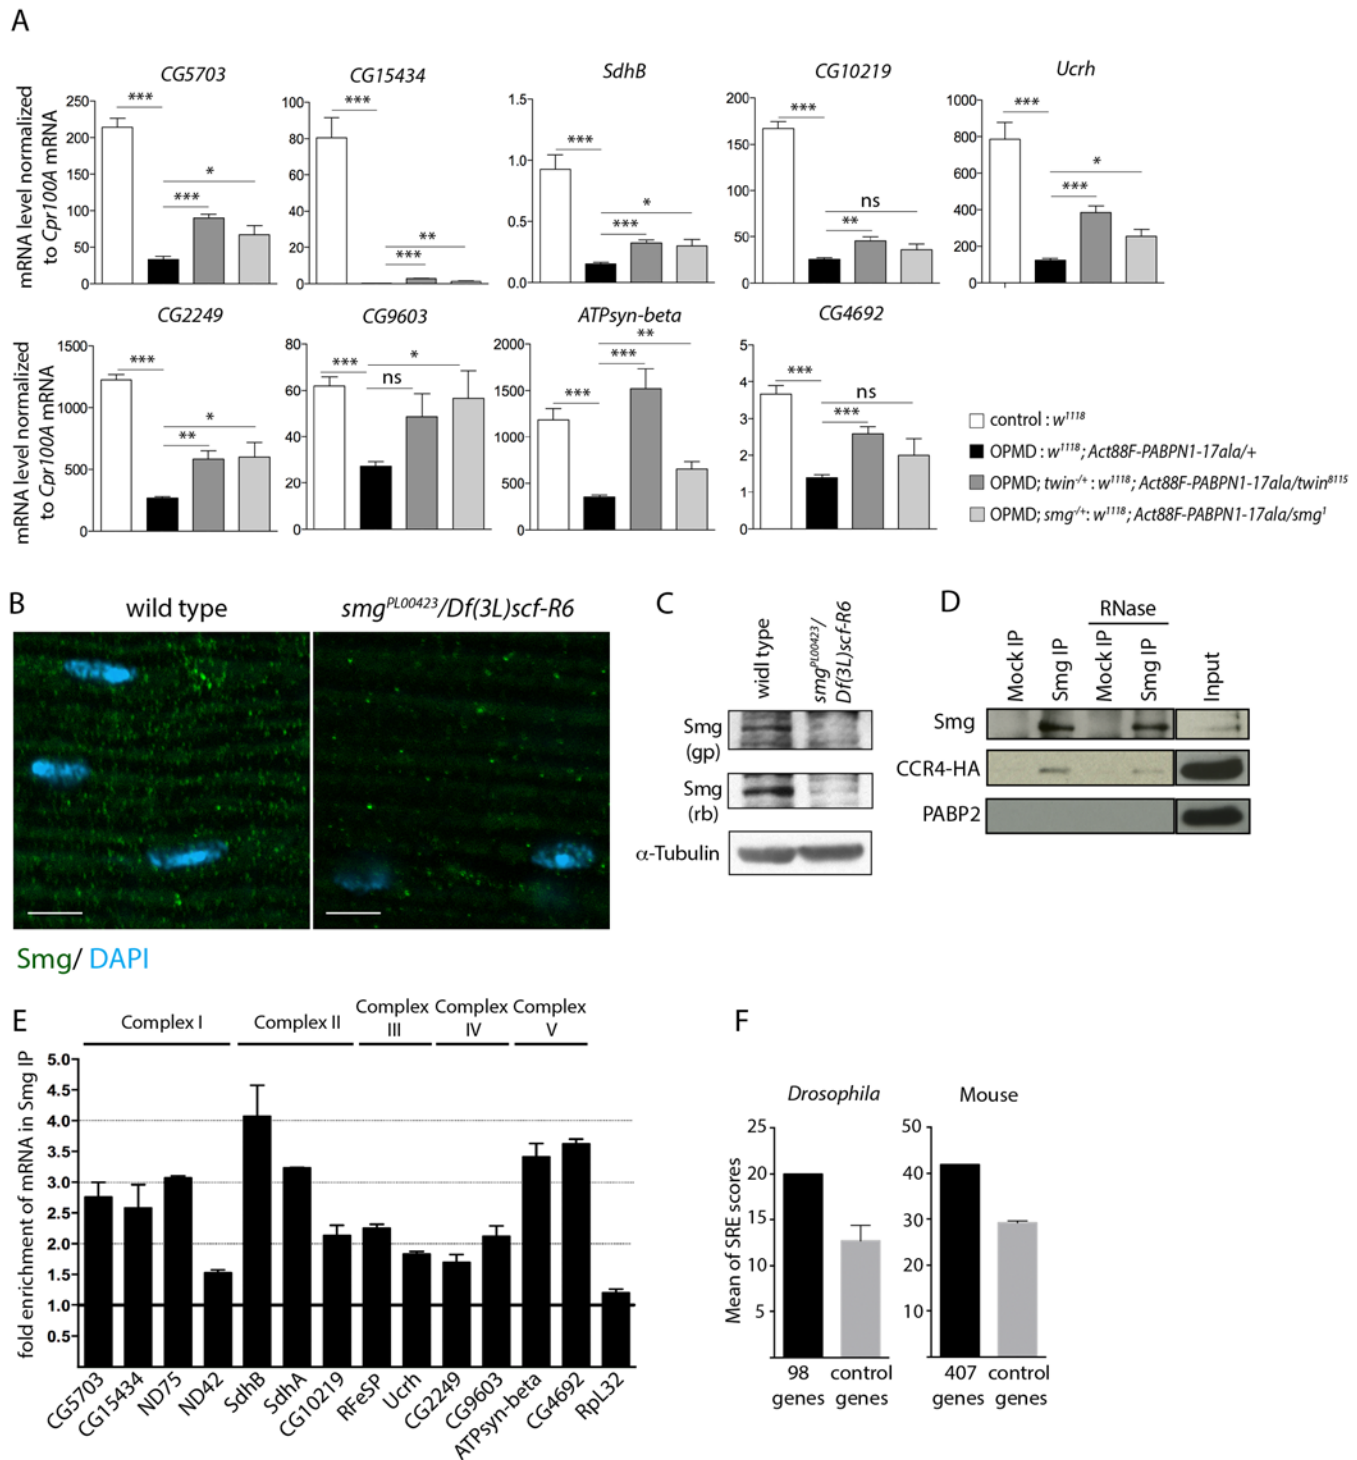 A
CG5703
CG15434
SdhB
CG10219
Ucrh
mRNA level normalized
to Cpr100A mRNA
250
200
150
100
50
0
***
***
*
100
80
60
40
20
0
***
***
**
1.5
1.0
0.5
0.0
***
***
*
200
150
100
50
0
***
**
ns
1000
800
600
400
200
0
***
***
*
CG2249
CG9603
ATPsyn-beta
CG4692
mRNA level normalized
to Cpr100A mRNA
1500
1000
500
0
***
**
*
80
60
40
20
0
***
ns
*
2000
1500
1000
500
0
***
***
**
5
4
3
2
1
0
***
***
ns
control : w1118
OPMD : w1118; Act88F-PABPN1-17ala/+
OPMD; twin-/+ : w1118; Act88F-PABPN1-17ala/twin8115
OPMD; smg-/+: w1118; Act88F-PABPN1-17ala/smg1
B
wild type
smgPL00423/Df(3L)scf-R6
Smg/ DAPI
C
widl type
smgPL00423/
Df(3L)scf-R6
Smg
(gp)
Smg
(rb)
α-Tubulin
D
RNase
Mock IP
Smg IP
Mock IP
Smg IP
Input
Smg
CCR4-HA
PABP2
E
Complex I
Complex II
Complex
III
Complex
IV
Complex
V
fold enrichment of mRNA in Smg IP
5.0
4.5
4.0
3.5
3.0
2.5
2.0
1.5
1.0
0.5
CG5703
CG15434
ND75
ND42
SdhB
SdhA
CG10219
RFeSP
Ucrh
CG2249
CG9603
ATPsyn-beta
CG4692
RpL32
F
Drosophila
Mouse
Mean of SRE scores
25
20
15
10
5
98
genes
control
genes
50
40
30
20
10
407
genes
control
genes